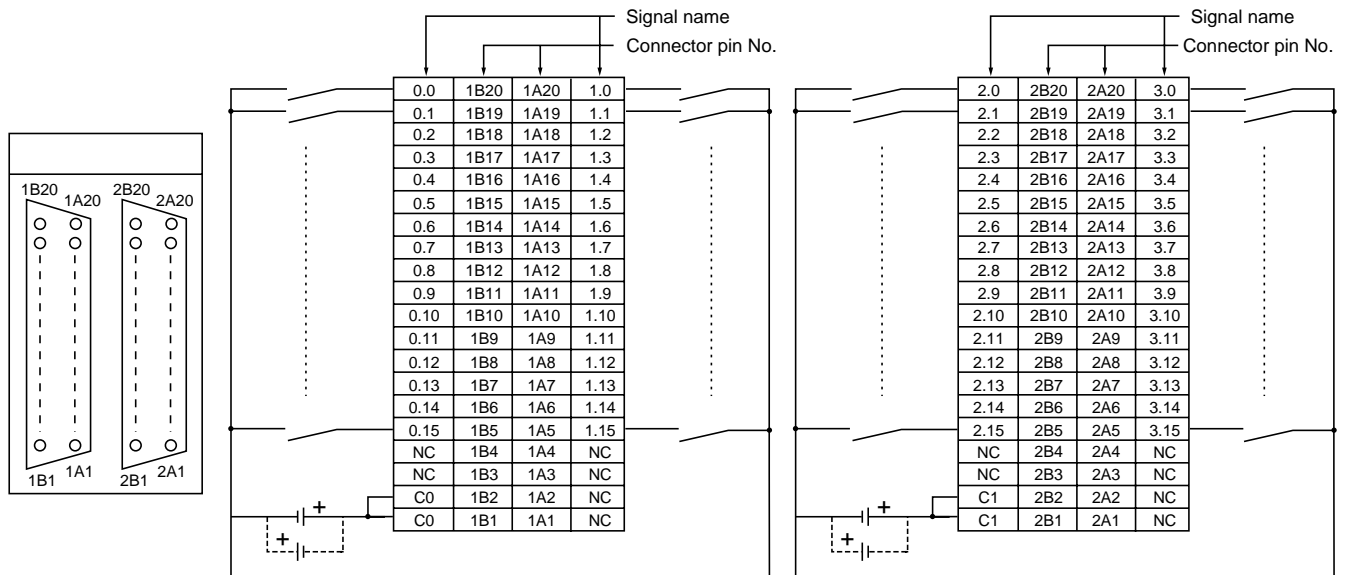 Signal name
Connector pin No.
Signal name
Connector pin No.
1B20 1A20 2B20 2A20
1B1 1A1 2B1 2A1
0.0 1B20 1A20 1.0
0.1 1B19 1A19 1.1
0.2 1B18 1A18 1.2
0.3 1B17 1A17 1.3
0.4 1B16 1A16 1.4
0.5 1B15 1A15 1.5
0.6 1B14 1A14 1.6
0.7 1B13 1A13 1.7
0.8 1B12 1A12 1.8
0.9 1B11 1A11 1.9
0.10 1B10 1A10 1.10
0.11 1B9 1A9 1.11
0.12 1B8 1A8 1.12
0.13 1B7 1A7 1.13
0.14 1B6 1A6 1.14
0.15 1B5 1A5 1.15
NC 1B4 1A4 NC
NC 1B3 1A3 NC
C0 1B2 1A2 NC
C0 1B1 1A1 NC
+
+
2.0 2B20 2A20 3.0
2.1 2B19 2A19 3.1
2.2 2B18 2A18 3.2
2.3 2B17 2A17 3.3
2.4 2B16 2A16 3.4
2.5 2B15 2A15 3.5
2.6 2B14 2A14 3.6
2.7 2B13 2A13 3.7
2.8 2B12 2A12 3.8
2.9 2B11 2A11 3.9
2.10 2B10 2A10 3.10
2.11 2B9 2A9 3.11
2.12 2B8 2A8 3.12
2.13 2B7 2A7 3.13
2.14 2B6 2A6 3.14
2.15 2B5 2A5 3.15
NC 2B4 2A4 NC
NC 2B3 2A3 NC
C1 2B2 2A2 NC
C1 2B1 2A1 NC
+
+